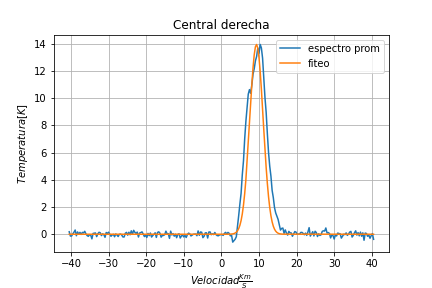 Central derecha
espectro prom
fiteo
Temperatura[K]
14
12
10
8
6
4
2
0
−40 −30 −20 −10 0 10 20 30 40
Velocidad Km/S